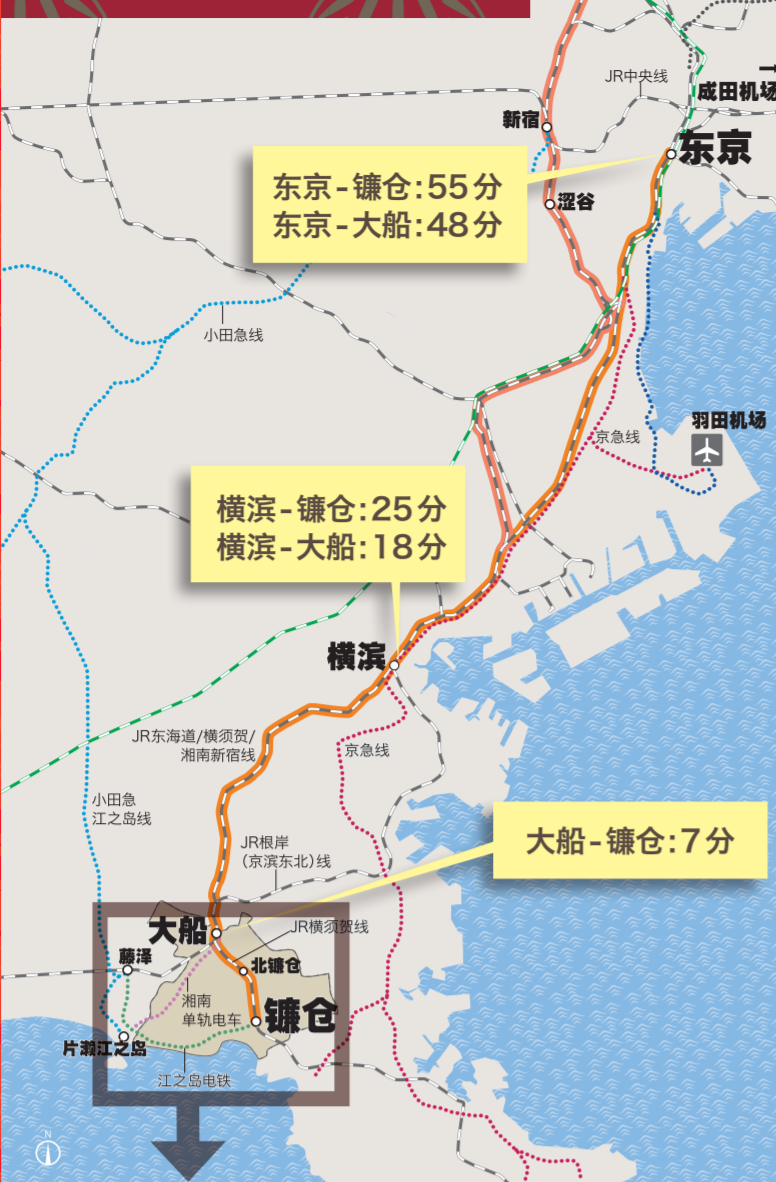 JR中央线
→
成田机场
新宿
东京
东京-镰仓:55分
东京-大船:48分
涩谷
小田急线
羽田机场
京急线
横滨-镰仓:25分
横滨-大船:18分
横滨
JR东海道/横须贺/
湘南新宿线
京急线
小田急
江之岛线
大船-镰仓:7分
JR根岸
(京滨东北)线
大船
JR横须贺线
藤泽
北镰仓
湘南
单轨电车
镰仓
片濑江之岛
江之岛电铁
N